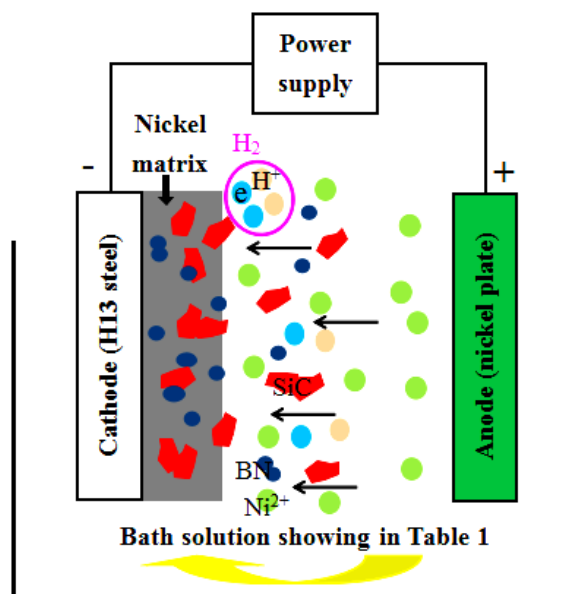 Power
supply
Nickel
matrix
H₂
-
+
e H⁺
Cathode (H13 steel)
Anode (nickel plate)
SiC
BN
Ni²⁺
Bath solution showing in Table 1